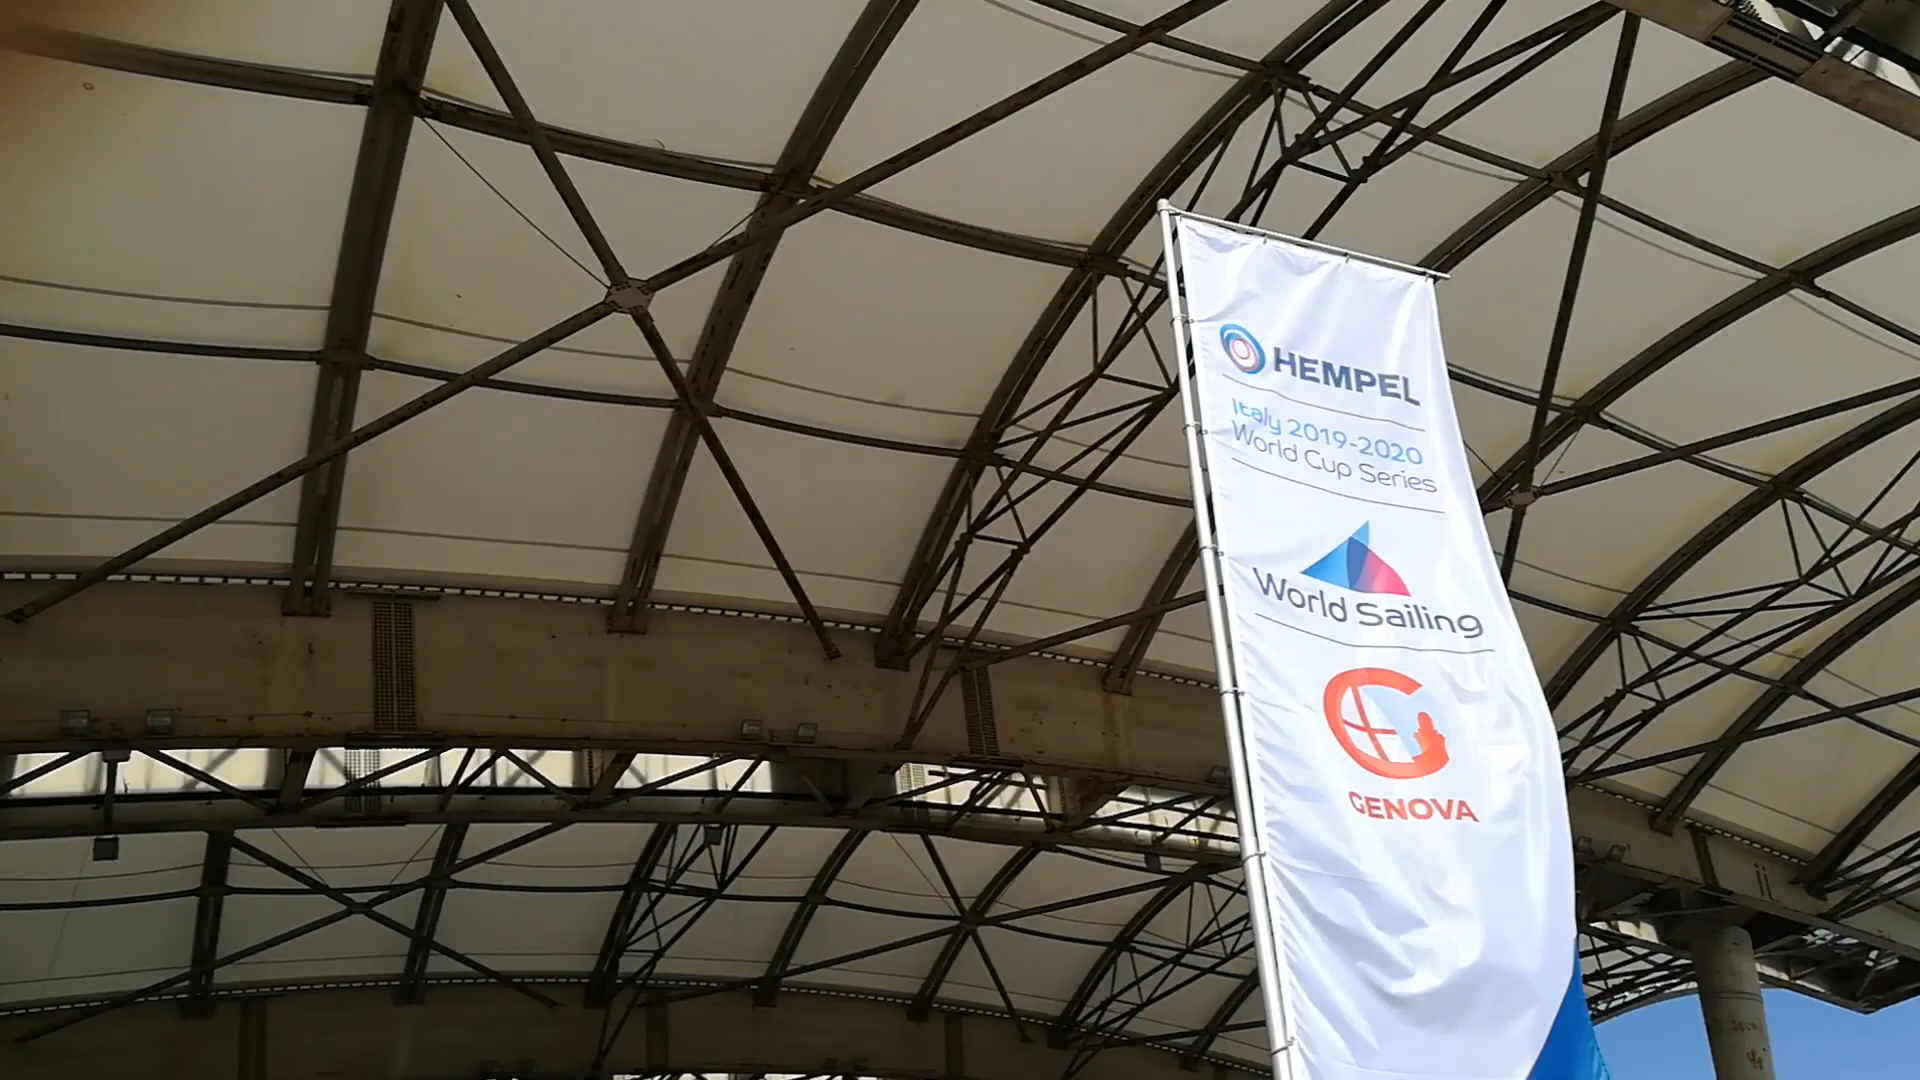 HEMPEL
Italy 2019-2020
World Cup Series
World Sailing
GENOVA